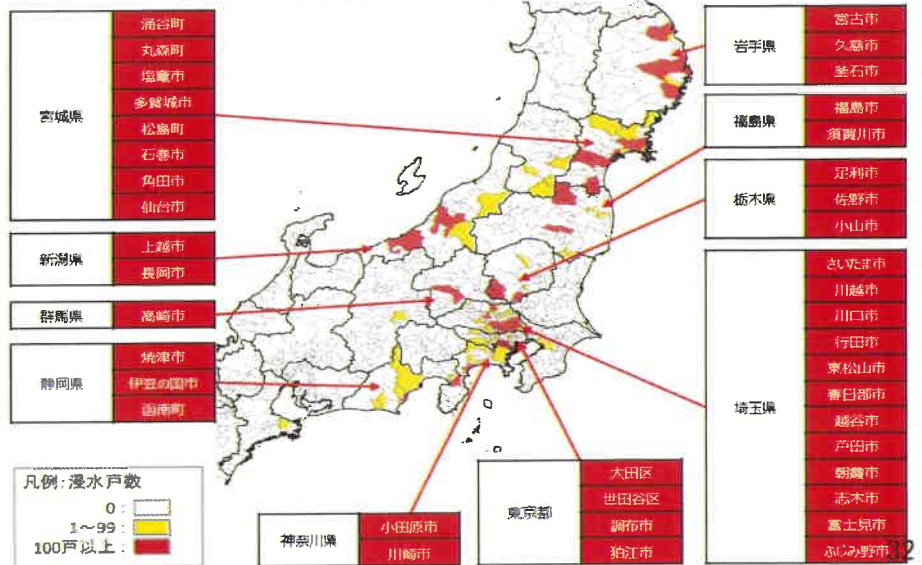 宮城県
涌谷町
丸森町
塩竈市
多賀城市
松島町
石巻市
角田市
仙台市
新潟県
上越市
長岡市
群馬県
高崎市
静岡県
焼津市
伊豆の国市
函南町
岩手県
宮古市
久慈市
釜石市
福島県
福島市
須賀川市
栃木県
足利市
佐野市
小山市
埼玉県
さいたま市
川越市
川口市
行田市
東松山市
春日部市
越谷市
戸田市
朝霞市
志木市
富士見市
ふじみ野市
東京都
大田区
世田谷区
調布市
狛江市
神奈川県
小田原市
川崎市
凡例：浸水戸数
0：
1～99：
100戸以上：
32